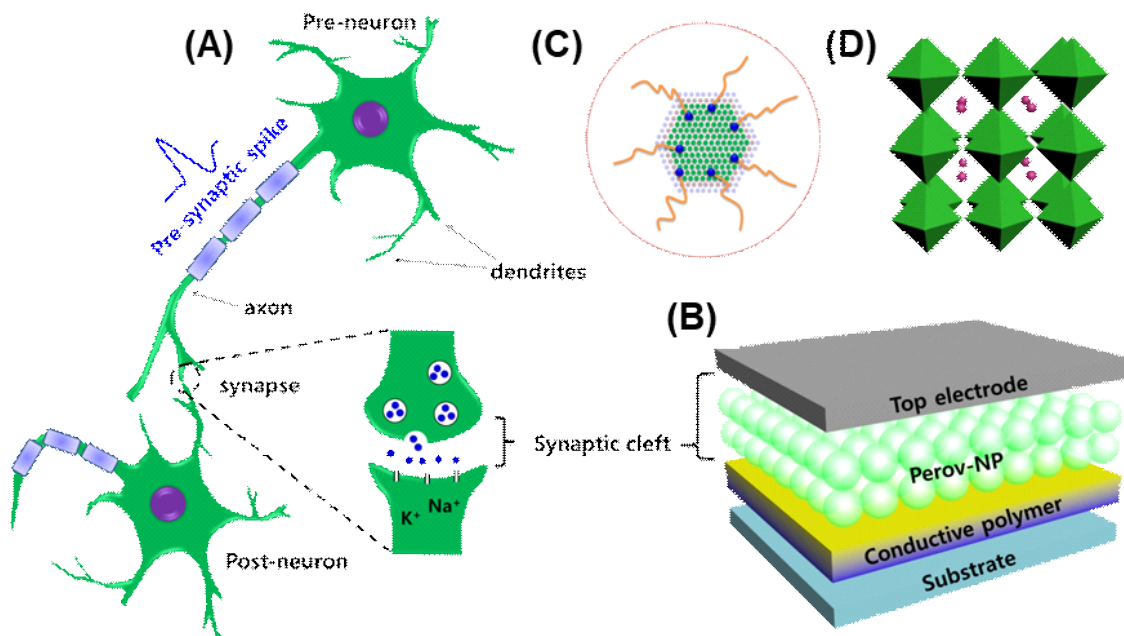 Pre-neuron
(A)
(C)
(D)
Pre-synaptic spike
dendrites
axon
(B)
synapse
Top electrode
Synaptic cleft
Perov-NP
K⁺
Na⁺
Conductive polymer
Post-neuron
Substrate